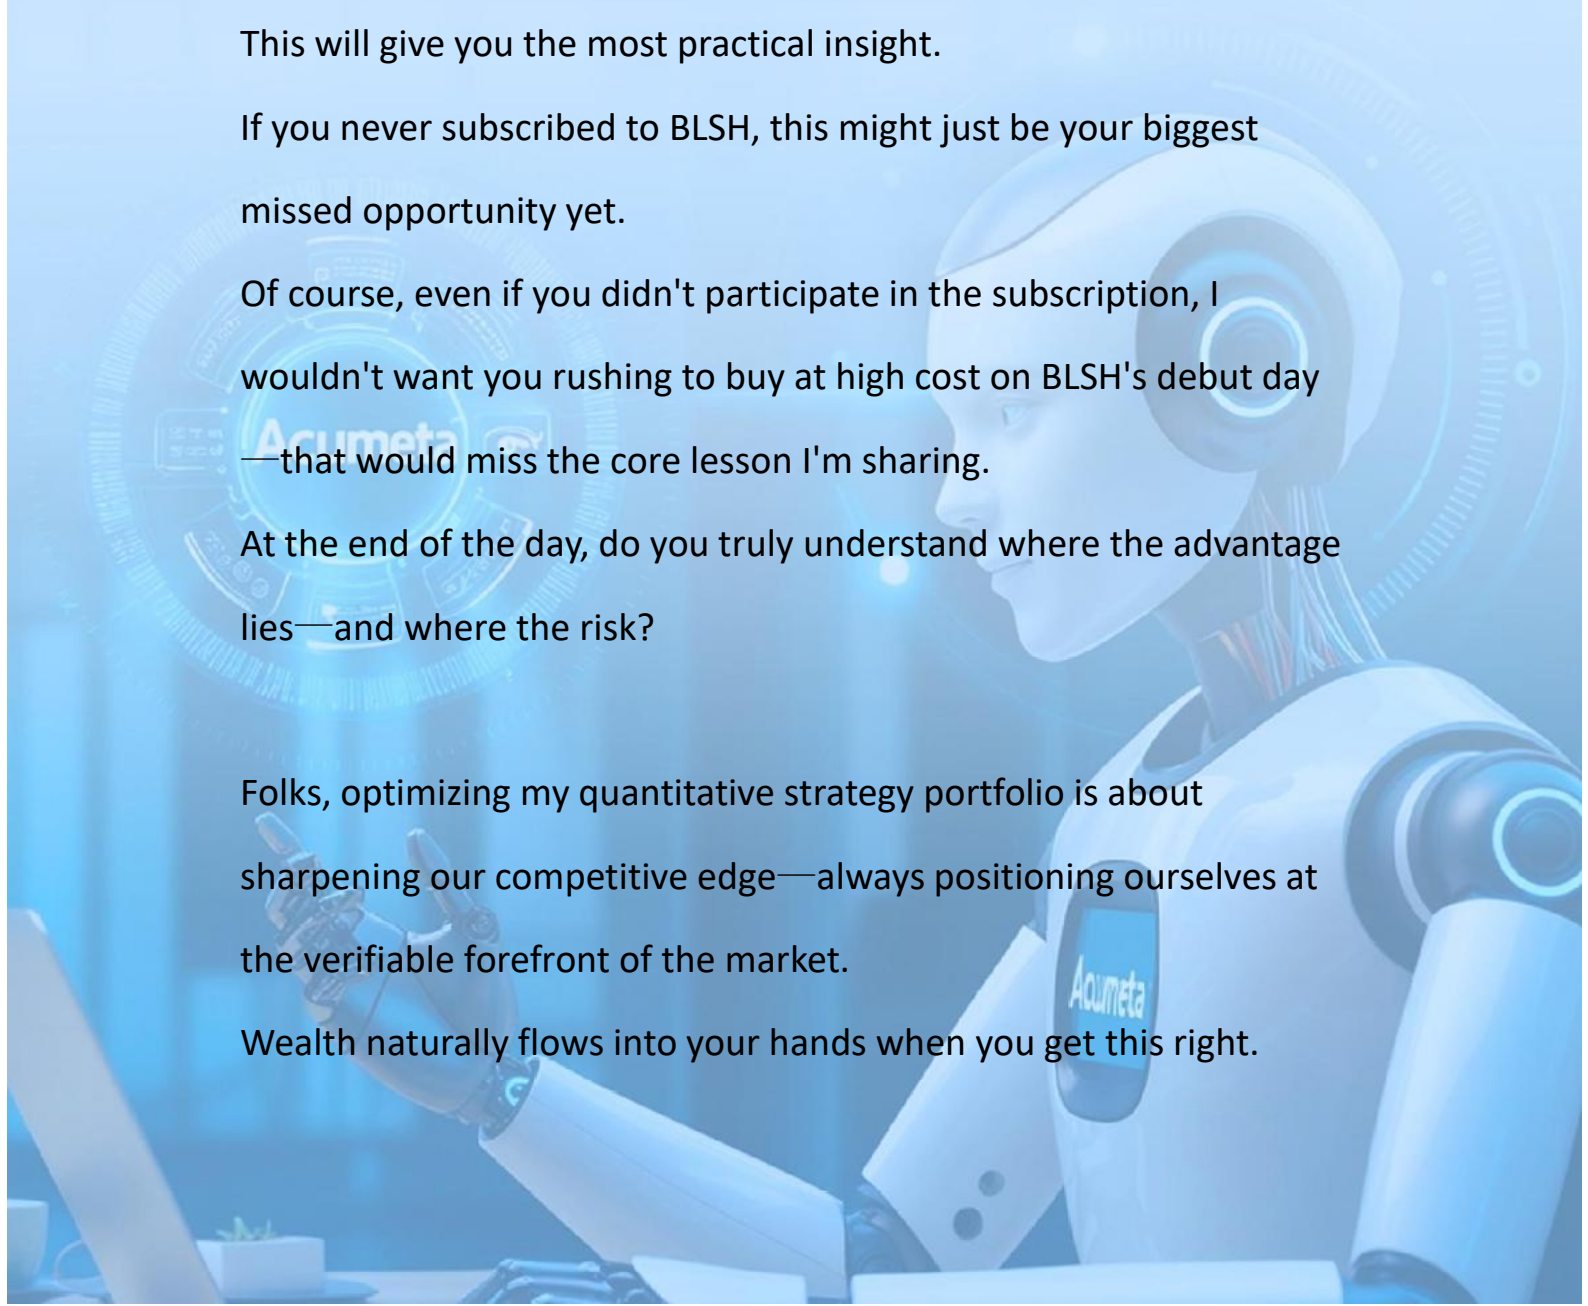 This will give you the most practical insight.
If you never subscribed to BLSH, this might just be your biggest
missed opportunity yet.
Of course, even if you didn't participate in the subscription, I
wouldn't want you rushing to buy at high cost on BLSH's debut day
—that would miss the core lesson I'm sharing.
Acumeta
At the end of the day, do you truly understand where the advantage
lies—and where the risk?
Folks, optimizing my quantitative strategy portfolio is about
sharpening our competitive edge—always positioning ourselves at
the verifiable forefront of the market.
Acumeta
Wealth naturally flows into your hands when you get this right.